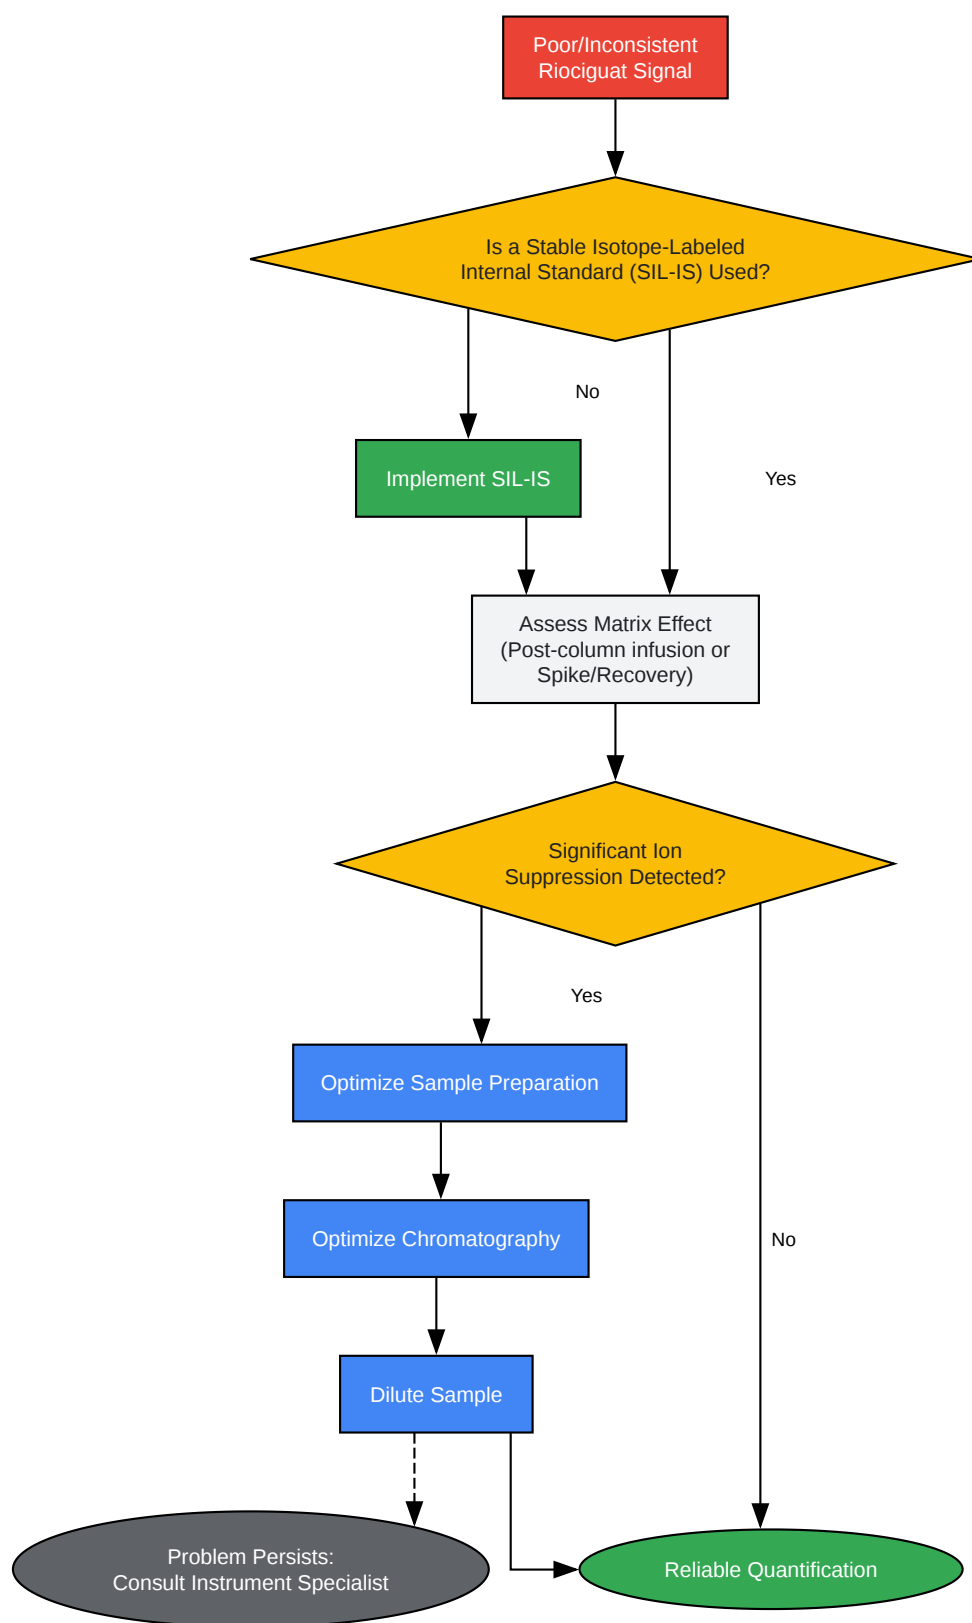 Poor/Inconsistent
Riociguat Signal
Is a Stable Isotope-Labeled
Internal Standard (SIL-IS) Used?
No
Implement SIL-IS
Yes
Assess Matrix Effect
(Post-column infusion or
Spike/Recovery)
Significant Ion
Suppression Detected?
Yes
Optimize Sample Preparation
Optimize Chromatography
No
Dilute Sample
Problem Persists:
Consult Instrument Specialist
Reliable Quantification